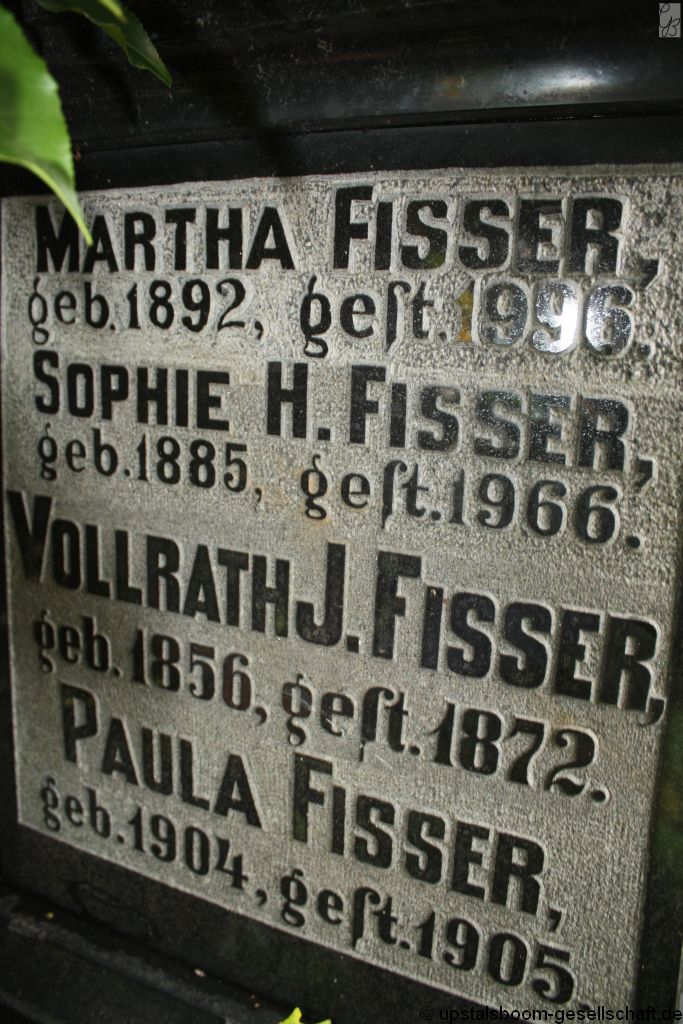 MARTHA FISSER,
geb. 1892, geſt. 1996.
SOPHIE H. FISSER,
geb. 1885, geſt. 1966.
VOLLRATH J. FISSER,
geb. 1856, geſt. 1872.
PAULA FISSER,
geb. 1904, geſt. 1905.
© upstalsboom-gesellschaft.de